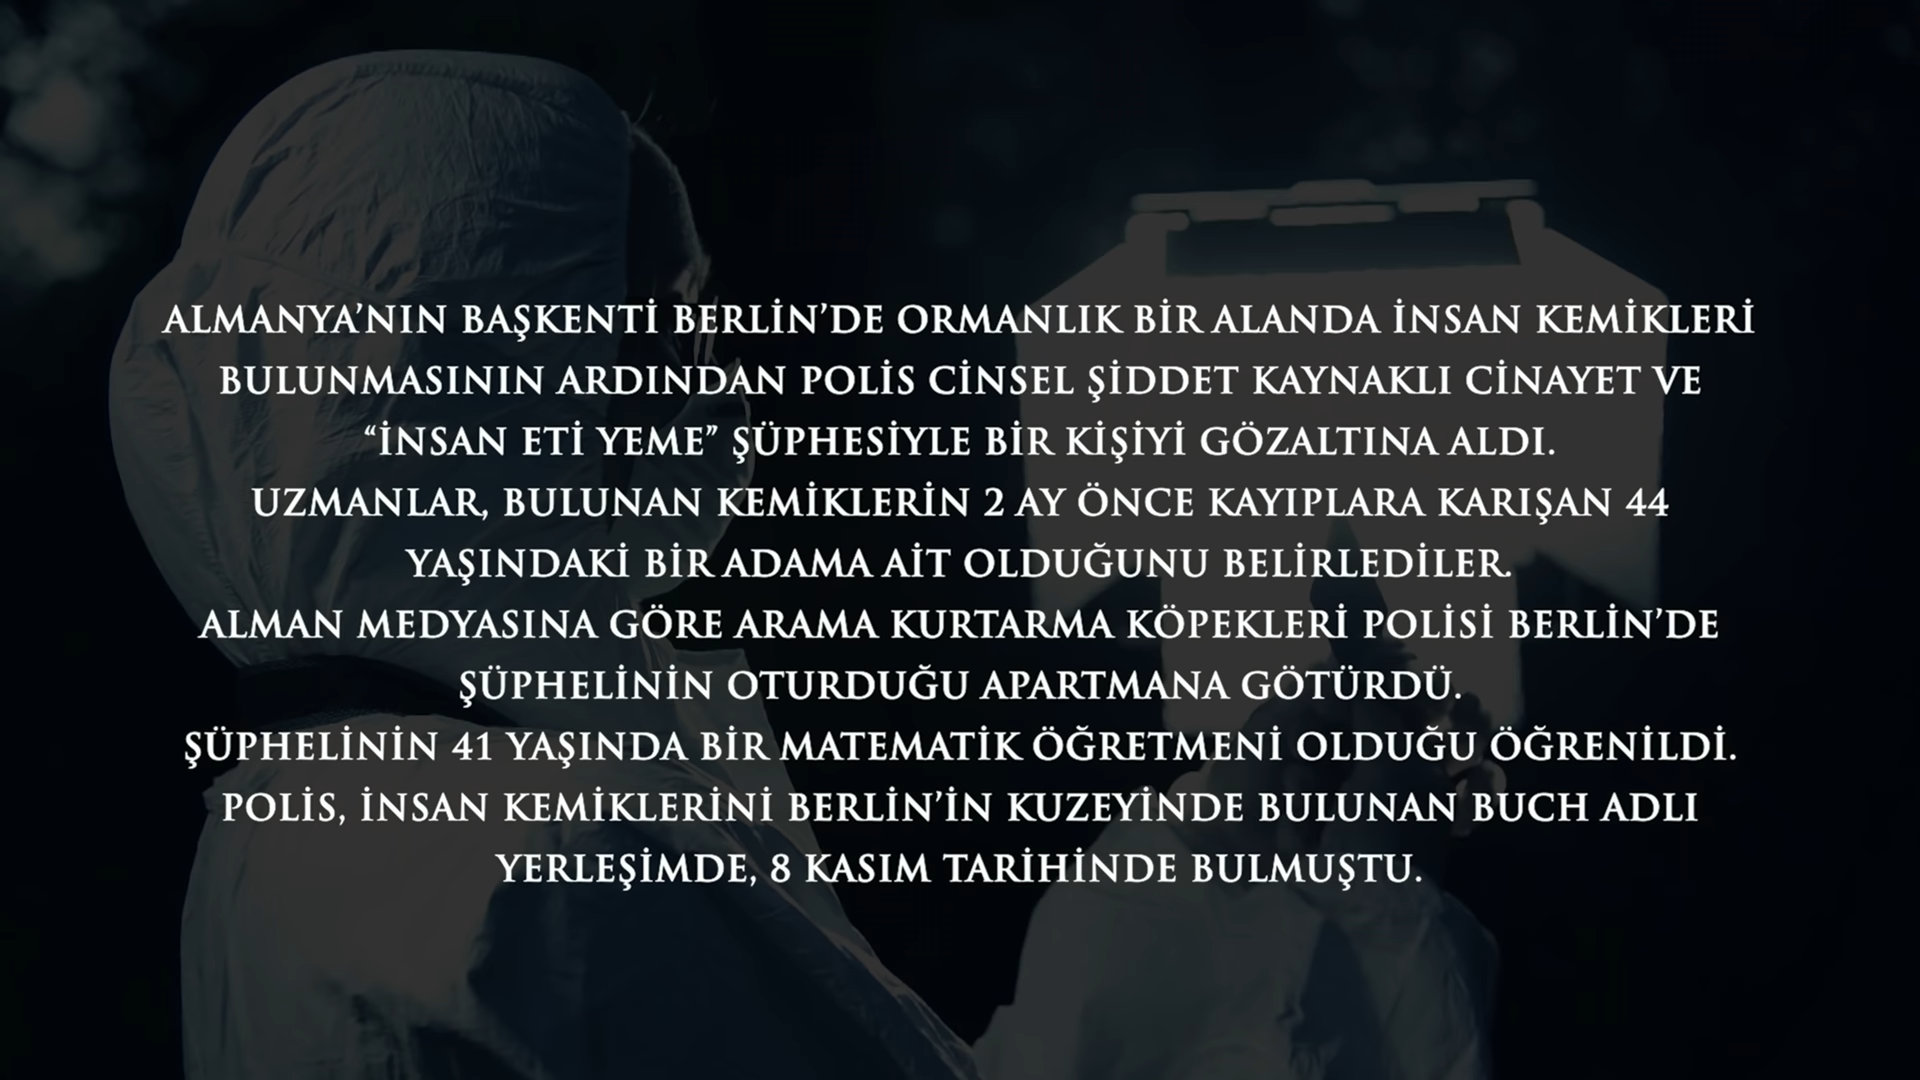 ALMANYA’NIN BAŞKENTİ BERLİN’DE ORMANLIK BİR ALANDA İNSAN KEMİKLERİ
BULUNMASININ ARDINDAN POLİS CİNSEL ŞİDDET KAYNAKLI CİNAYET VE
“İNSAN ETİ YEME” ŞÜPHESİYLE BİR KİŞİYİ GÖZALTINA ALDI.
UZMANLAR, BULUNAN KEMİKLERİN 2 AY ÖNCE KAYIPLARA KARIŞAN 44
YAŞINDAKİ BİR ADAMA AİT OLDUĞUNU BELİRLEDİLER.
ALMAN MEDYASINA GÖRE ARAMA KURTARMA KÖPEKLERİ POLİSİ BERLİN’DE
ŞÜPHELİNİN OTURDUĞU APARTMANA GÖTÜRDÜ.
ŞÜPHELİNİN 41 YAŞINDA BİR MATEMATİK ÖĞRETMENİ OLDUĞU ÖĞRENİLDİ.
POLİS, İNSAN KEMİKLERİNİ BERLİN’İN KUZEYİNDE BULUNAN BUCH ADLI
YERLEŞİMDE, 8 KASIM TARİHİNDE BULMUŞTU.